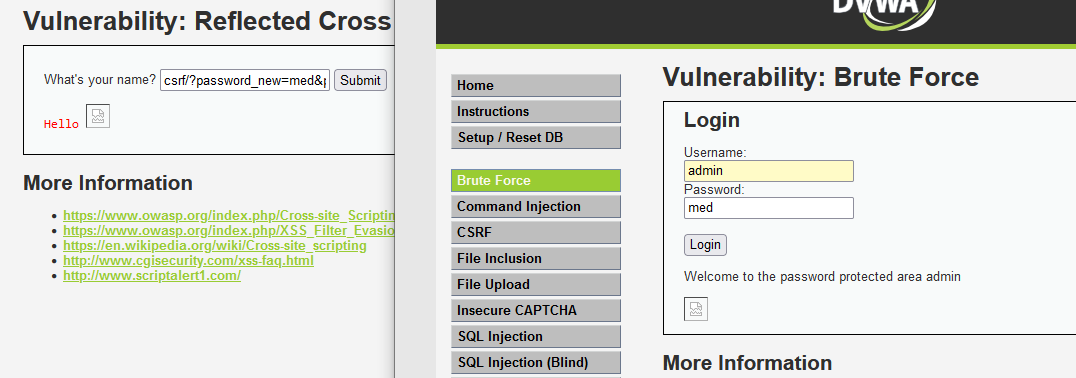 Vulnerability: Reflected Cross
What's your name? csrf/?password_new=med&p Submit
Hello
More Information
https://www.owasp.org/index.php/Cross-site_Scripting
https://www.owasp.org/index.php/XSS_Filter_Evasio
https://en.wikipedia.org/wiki/Cross-site_scripting
http://www.cgisecurity.com/xss-faq.html
http://www.scriptalert1.com/
DVWA
Home
Instructions
Setup / Reset DB
Brute Force
Command Injection
CSRF
File Inclusion
File Upload
Insecure CAPTCHA
SQL Injection
SQL Injection (Blind)
Vulnerability: Brute Force
Login
Username:
admin
Password:
med
Login
Welcome to the password protected area admin
More Information